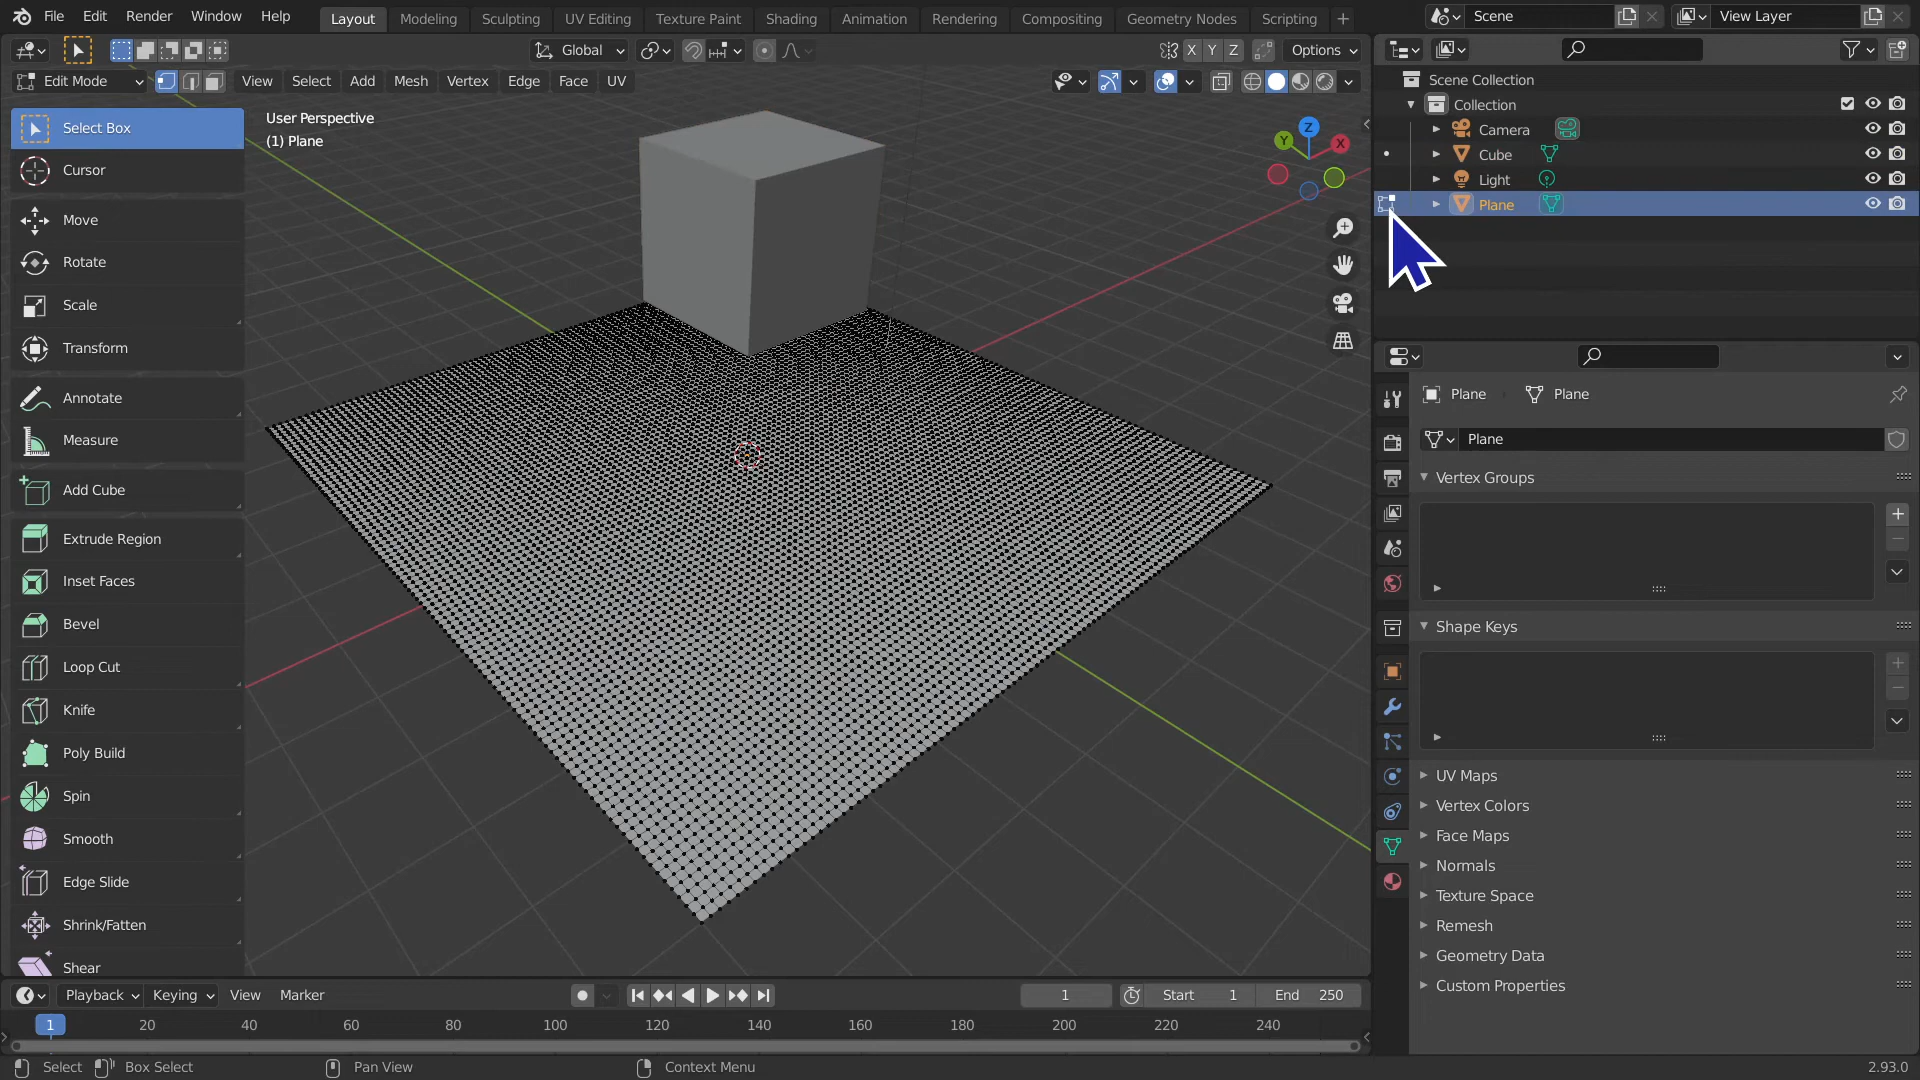 File Edit Render Window Help Layout Modeling Sculpting UV Editing Texture Paint Shading Animation Rendering Compositing Geometry Nodes Scripting + Scene View Layer
Global X Y Z Options
Edit Mode View Select Add Mesh Vertex Edge Face UV
Select Box
Cursor
Move
Rotate
Scale
Transform
Annotate
Measure
Add Cube
Extrude Region
Inset Faces
Bevel
Loop Cut
Knife
Poly Build
Spin
Smooth
Edge Slide
Shrink/Fatten
Shear
User Perspective
(1) Plane
Z
Y
X
Scene Collection
Collection
Camera
Cube
Light
Plane
Plane Plane
Plane
Vertex Groups
Shape Keys
UV Maps
Vertex Colors
Face Maps
Normals
Texture Space
Remesh
Geometry Data
Custom Properties
Playback Keying View Marker 1 Start 1 End 250
1 20 40 60 80 100 120 140 160 180 200 220 240
Select Box Select Pan View Context Menu 2.93.0